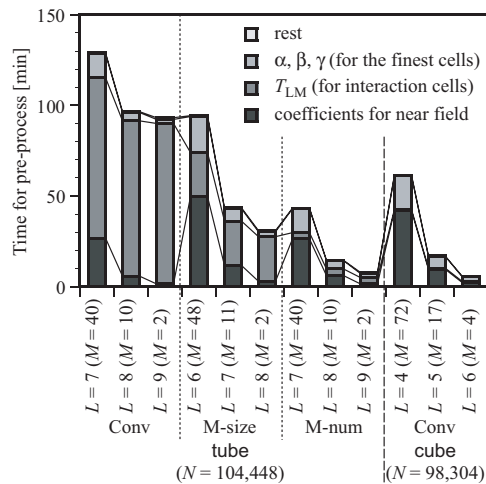 150
100
50
0
Time for pre-process [min]
rest
α, β, γ (for the finest cells)
T_LM (for interaction cells)
coefficients for near field
L = 7 (M = 40)
L = 8 (M = 10)
L = 9 (M = 2)
L = 6 (M = 48)
L = 7 (M = 11)
L = 8 (M = 2)
L = 7 (M = 40)
L = 8 (M = 10)
L = 9 (M = 2)
L = 4 (M = 72)
L = 5 (M = 17)
L = 6 (M = 4)
Conv M-size M-num Conv
tube cube
(N = 104,448) (N = 98,304)